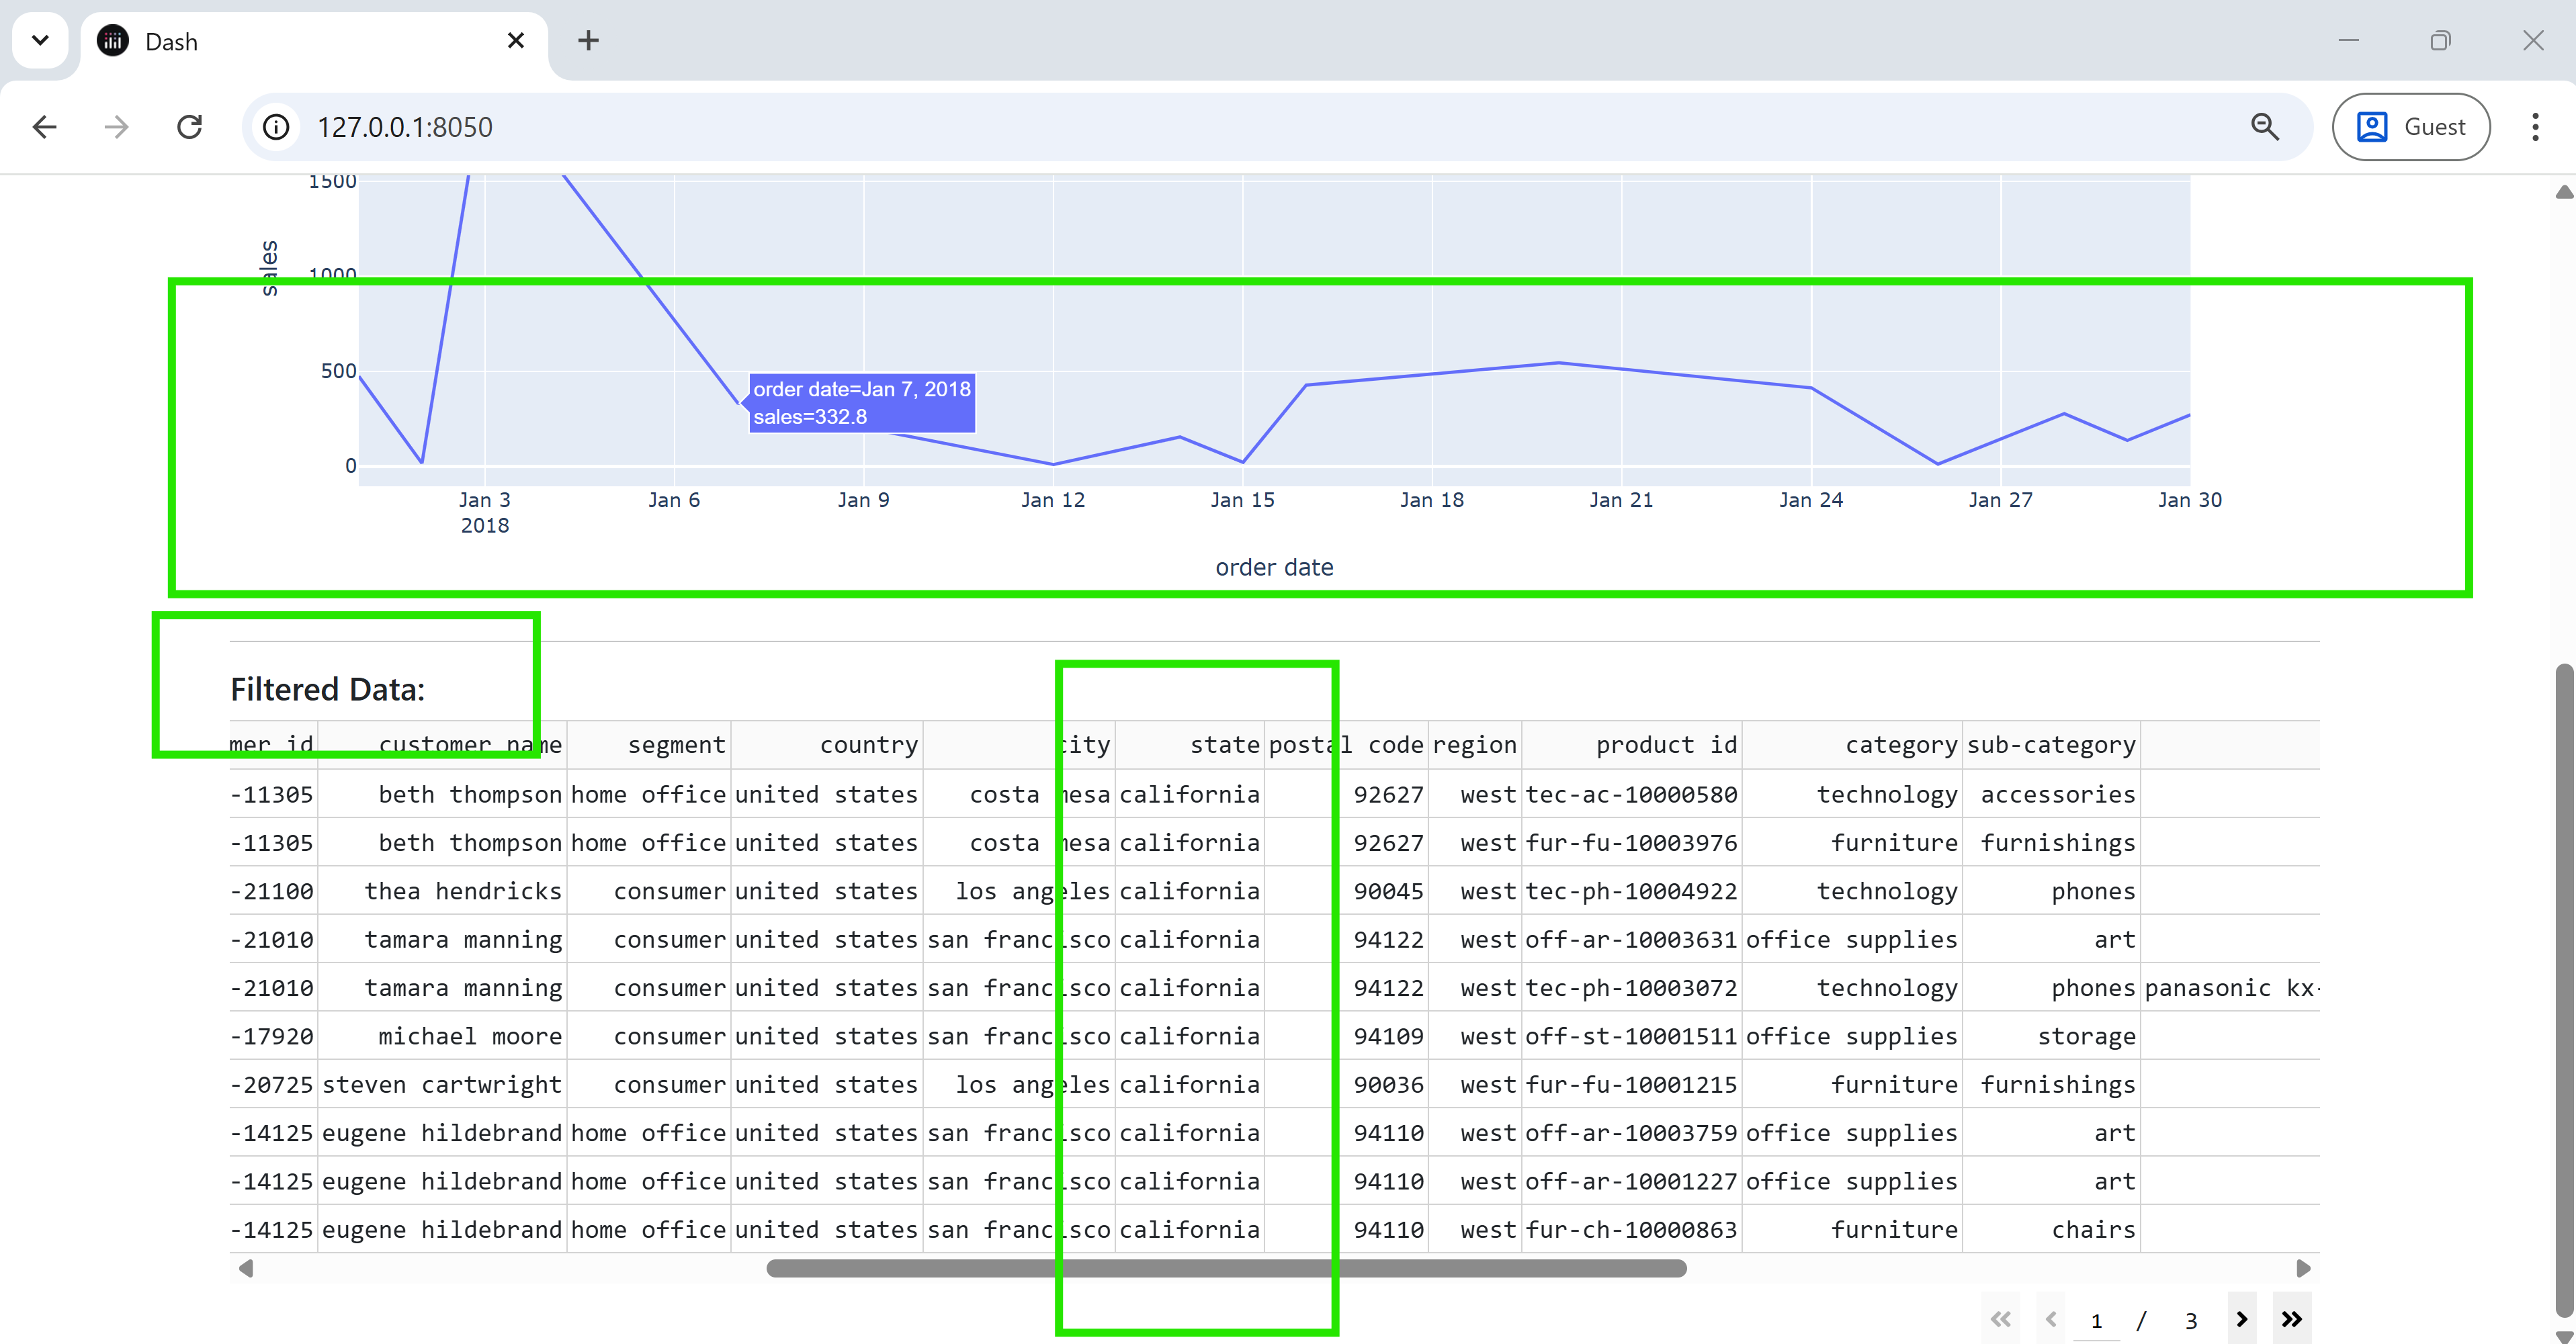 Dash
127.0.0.1:8050
Guest
1500
sales
1000
500
order date=Jan 7, 2018
sales=332.8
0
Jan 3 Jan 6 Jan 9 Jan 12 Jan 15 Jan 18 Jan 21 Jan 24 Jan 27 Jan 30
2018
order date
Filtered Data:
mer id customer name segment country city state postal code region product id category sub-category
-11305 beth thompson home office united states costa mesa california 92627 west tec-ac-10000580 technology accessories
-11305 beth thompson home office united states costa mesa california 92627 west fur-fu-10003976 furniture furnishings
-21100 thea hendricks consumer united states los angeles california 90045 west tec-ph-10004922 technology phones
-21010 tamara manning consumer united states san francisco california 94122 west off-ar-10003631 office supplies art
-21010 tamara manning consumer united states san francisco california 94122 west tec-ph-10003072 technology phones panasonic kx-
-17920 michael moore consumer united states san francisco california 94109 west off-st-10001511 office supplies storage
-20725 steven cartwright consumer united states los angeles california 90036 west fur-fu-10001215 furniture furnishings
-14125 eugene hildebrand home office united states san francisco california 94110 west off-ar-10003759 office supplies art
-14125 eugene hildebrand home office united states san francisco california 94110 west off-ar-10001227 office supplies art
-14125 eugene hildebrand home office united states san francisco california 94110 west fur-ch-10000863 furniture chairs
1 / 3